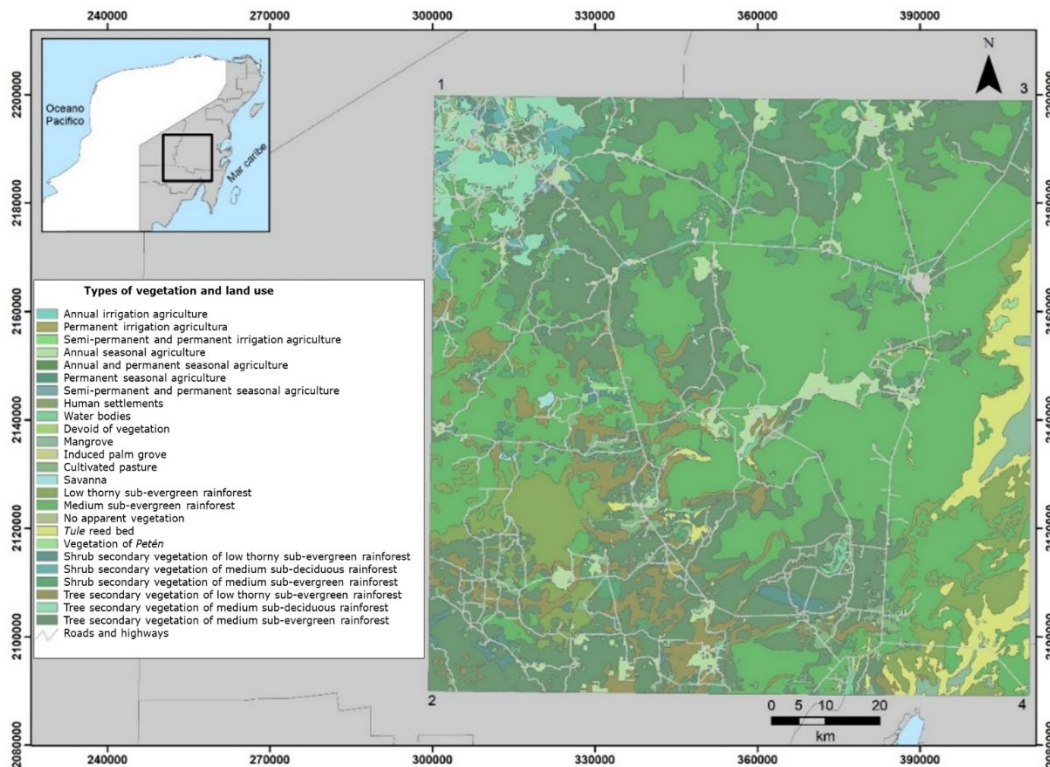 240000 270000 300000 330000 360000 390000
2200000
2180000
2160000
2140000
2120000
2100000
2080000
Oceano
Pacifico
Mar caribe
1
3
N
Types of vegetation and land use
Annual irrigation agriculture
Permanent irrigation agricultura
Semi-permanent and permanent irrigation agriculture
Annual seasonal agriculture
Annual and permanent seasonal agriculture
Permanent seasonal agriculture
Semi-permanent and permanent seasonal agriculture
Human settlements
Water bodies
Devoid of vegetation
Mangrove
Induced palm grove
Cultivated pasture
Savanna
Low thorny sub-evergreen rainforest
Medium sub-evergreen rainforest
No apparent vegetation
Tule reed bed
Vegetation of Petén
Shrub secondary vegetation of low thorny sub-evergreen rainforest
Shrub secondary vegetation of medium sub-deciduous rainforest
Shrub secondary vegetation of medium sub-evergreen rainforest
Tree secondary vegetation of low thorny sub-evergreen rainforest
Tree secondary vegetation of medium sub-deciduous rainforest
Tree secondary vegetation of medium sub-evergreen rainforest
Roads and highways
2
4
0 5 10 20
km
2200000
2180000
2160000
2140000
2120000
2100000
2080000
240000 270000 300000 330000 360000 390000